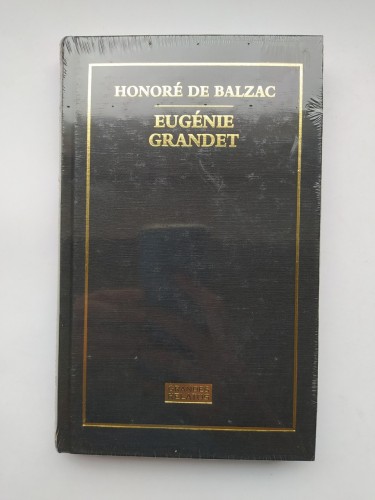 HONORÉ DE BALZAC
EUGÉNIE
GRANDET